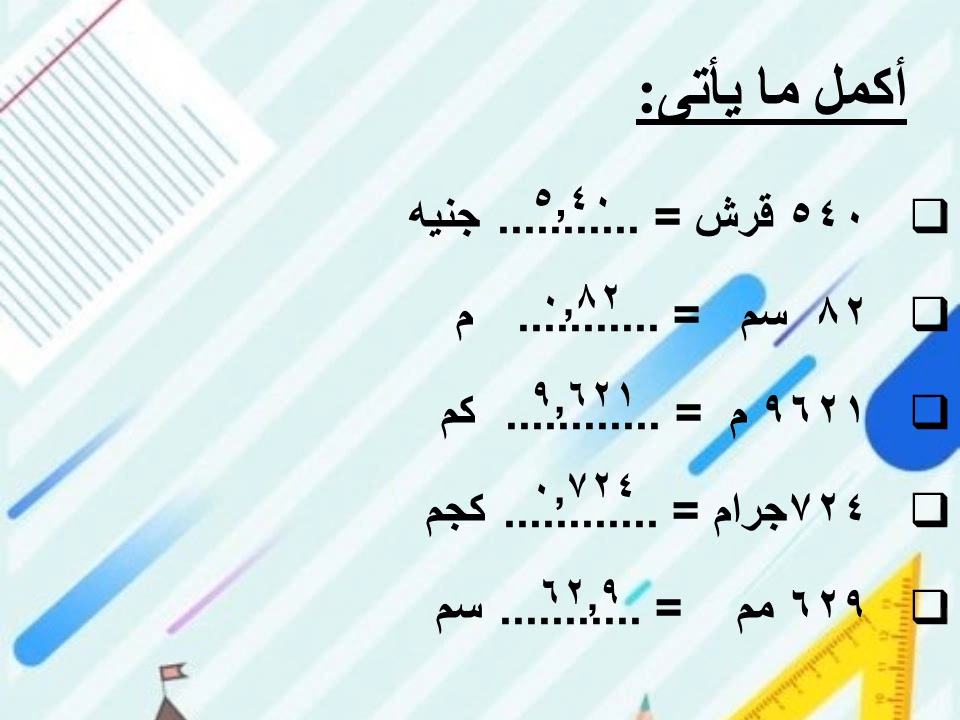 أكمل ما يأتى:
❑ ٥٤٠ قرش = ...٥,٤٠... جنيه
❑ ٨٢ سم = ...٠,٨٢... م
❑ ٩٦٢١ م = ...٩,٦٢١... كم
❑ ٧٢٤جرام = ...٠,٧٢٤... كجم
❑ ٦٢٩ مم = ...٦٢,٩... سم